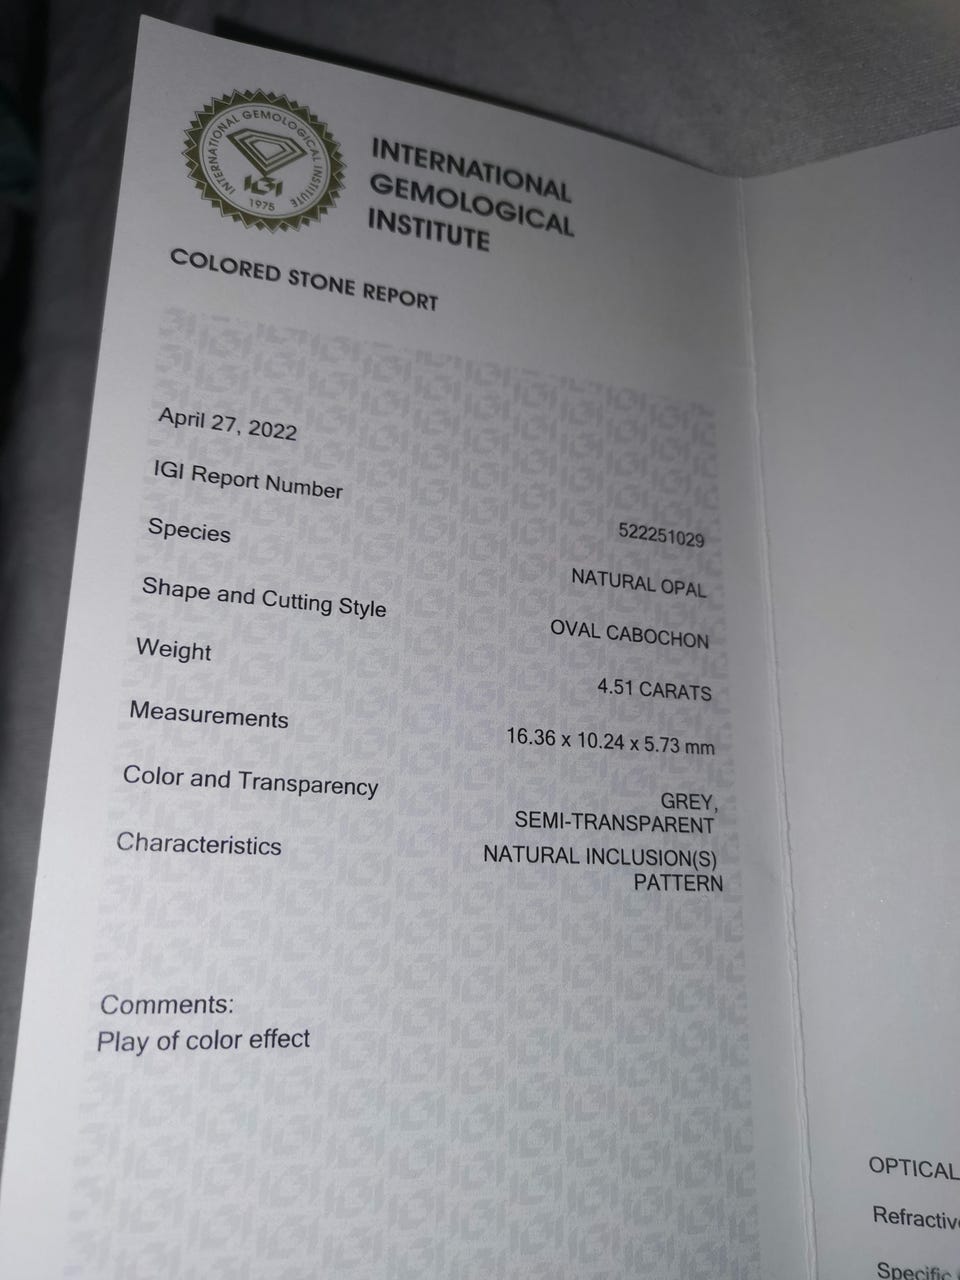 INTERNATIONAL GEMOLOGICAL INSTITUTE
IGI
1975
INTERNATIONAL
GEMOLOGICAL
INSTITUTE
COLORED STONE REPORT
April 27, 2022
IGI Report Number
522251029
Species
NATURAL OPAL
Shape and Cutting Style
OVAL CABOCHON
Weight
4.51 CARATS
Measurements
16.36 x 10.24 x 5.73 mm
Color and Transparency
GREY,
SEMI-TRANSPARENT
Characteristics
NATURAL INCLUSION(S)
PATTERN
Comments:
Play of color effect
OPTICAL
Refractiv
Specific